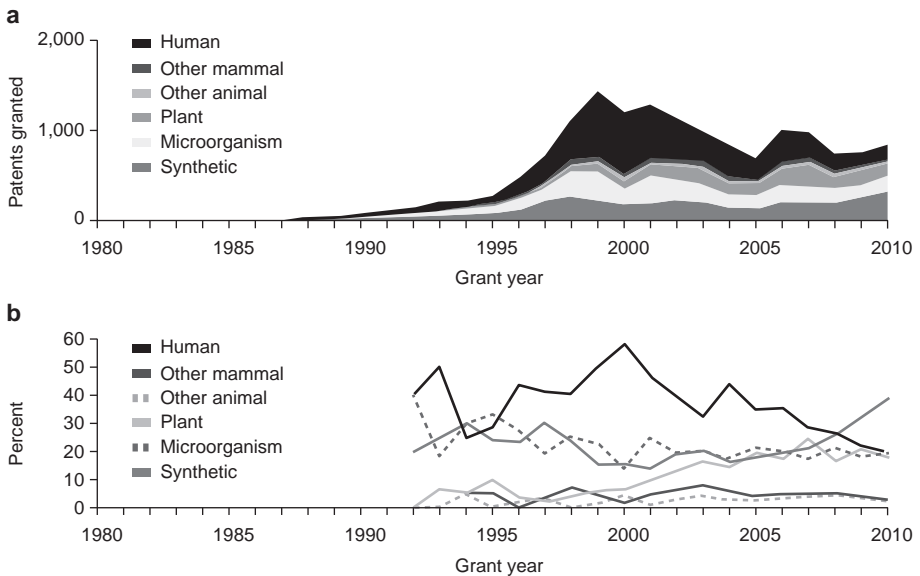 a
2,000
Human
Other mammal
Other animal
Plant
Microorganism
Synthetic
1,000
0
Patents granted
1980 1985 1990 1995 2000 2005 2010
Grant year
b
60
50
40
30
20
10
0
Human
Other mammal
Other animal
Plant
Microorganism
Synthetic
Percent
1980 1985 1990 1995 2000 2005 2010
Grant year